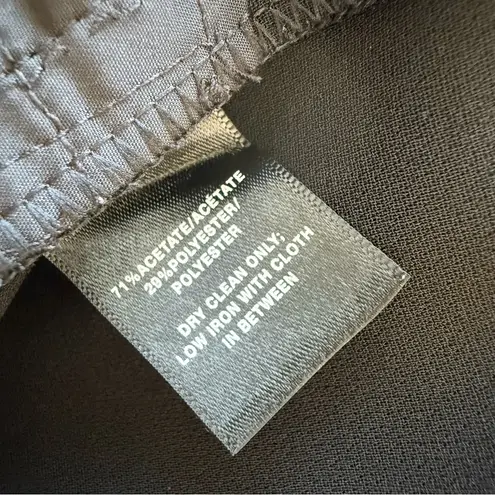 71%ACETATE/ACÉTATE
29%POLYESTER/
POLYESTER
DRY CLEAN ONLY;
LOW IRON WITH CLOTH
IN BETWEEN